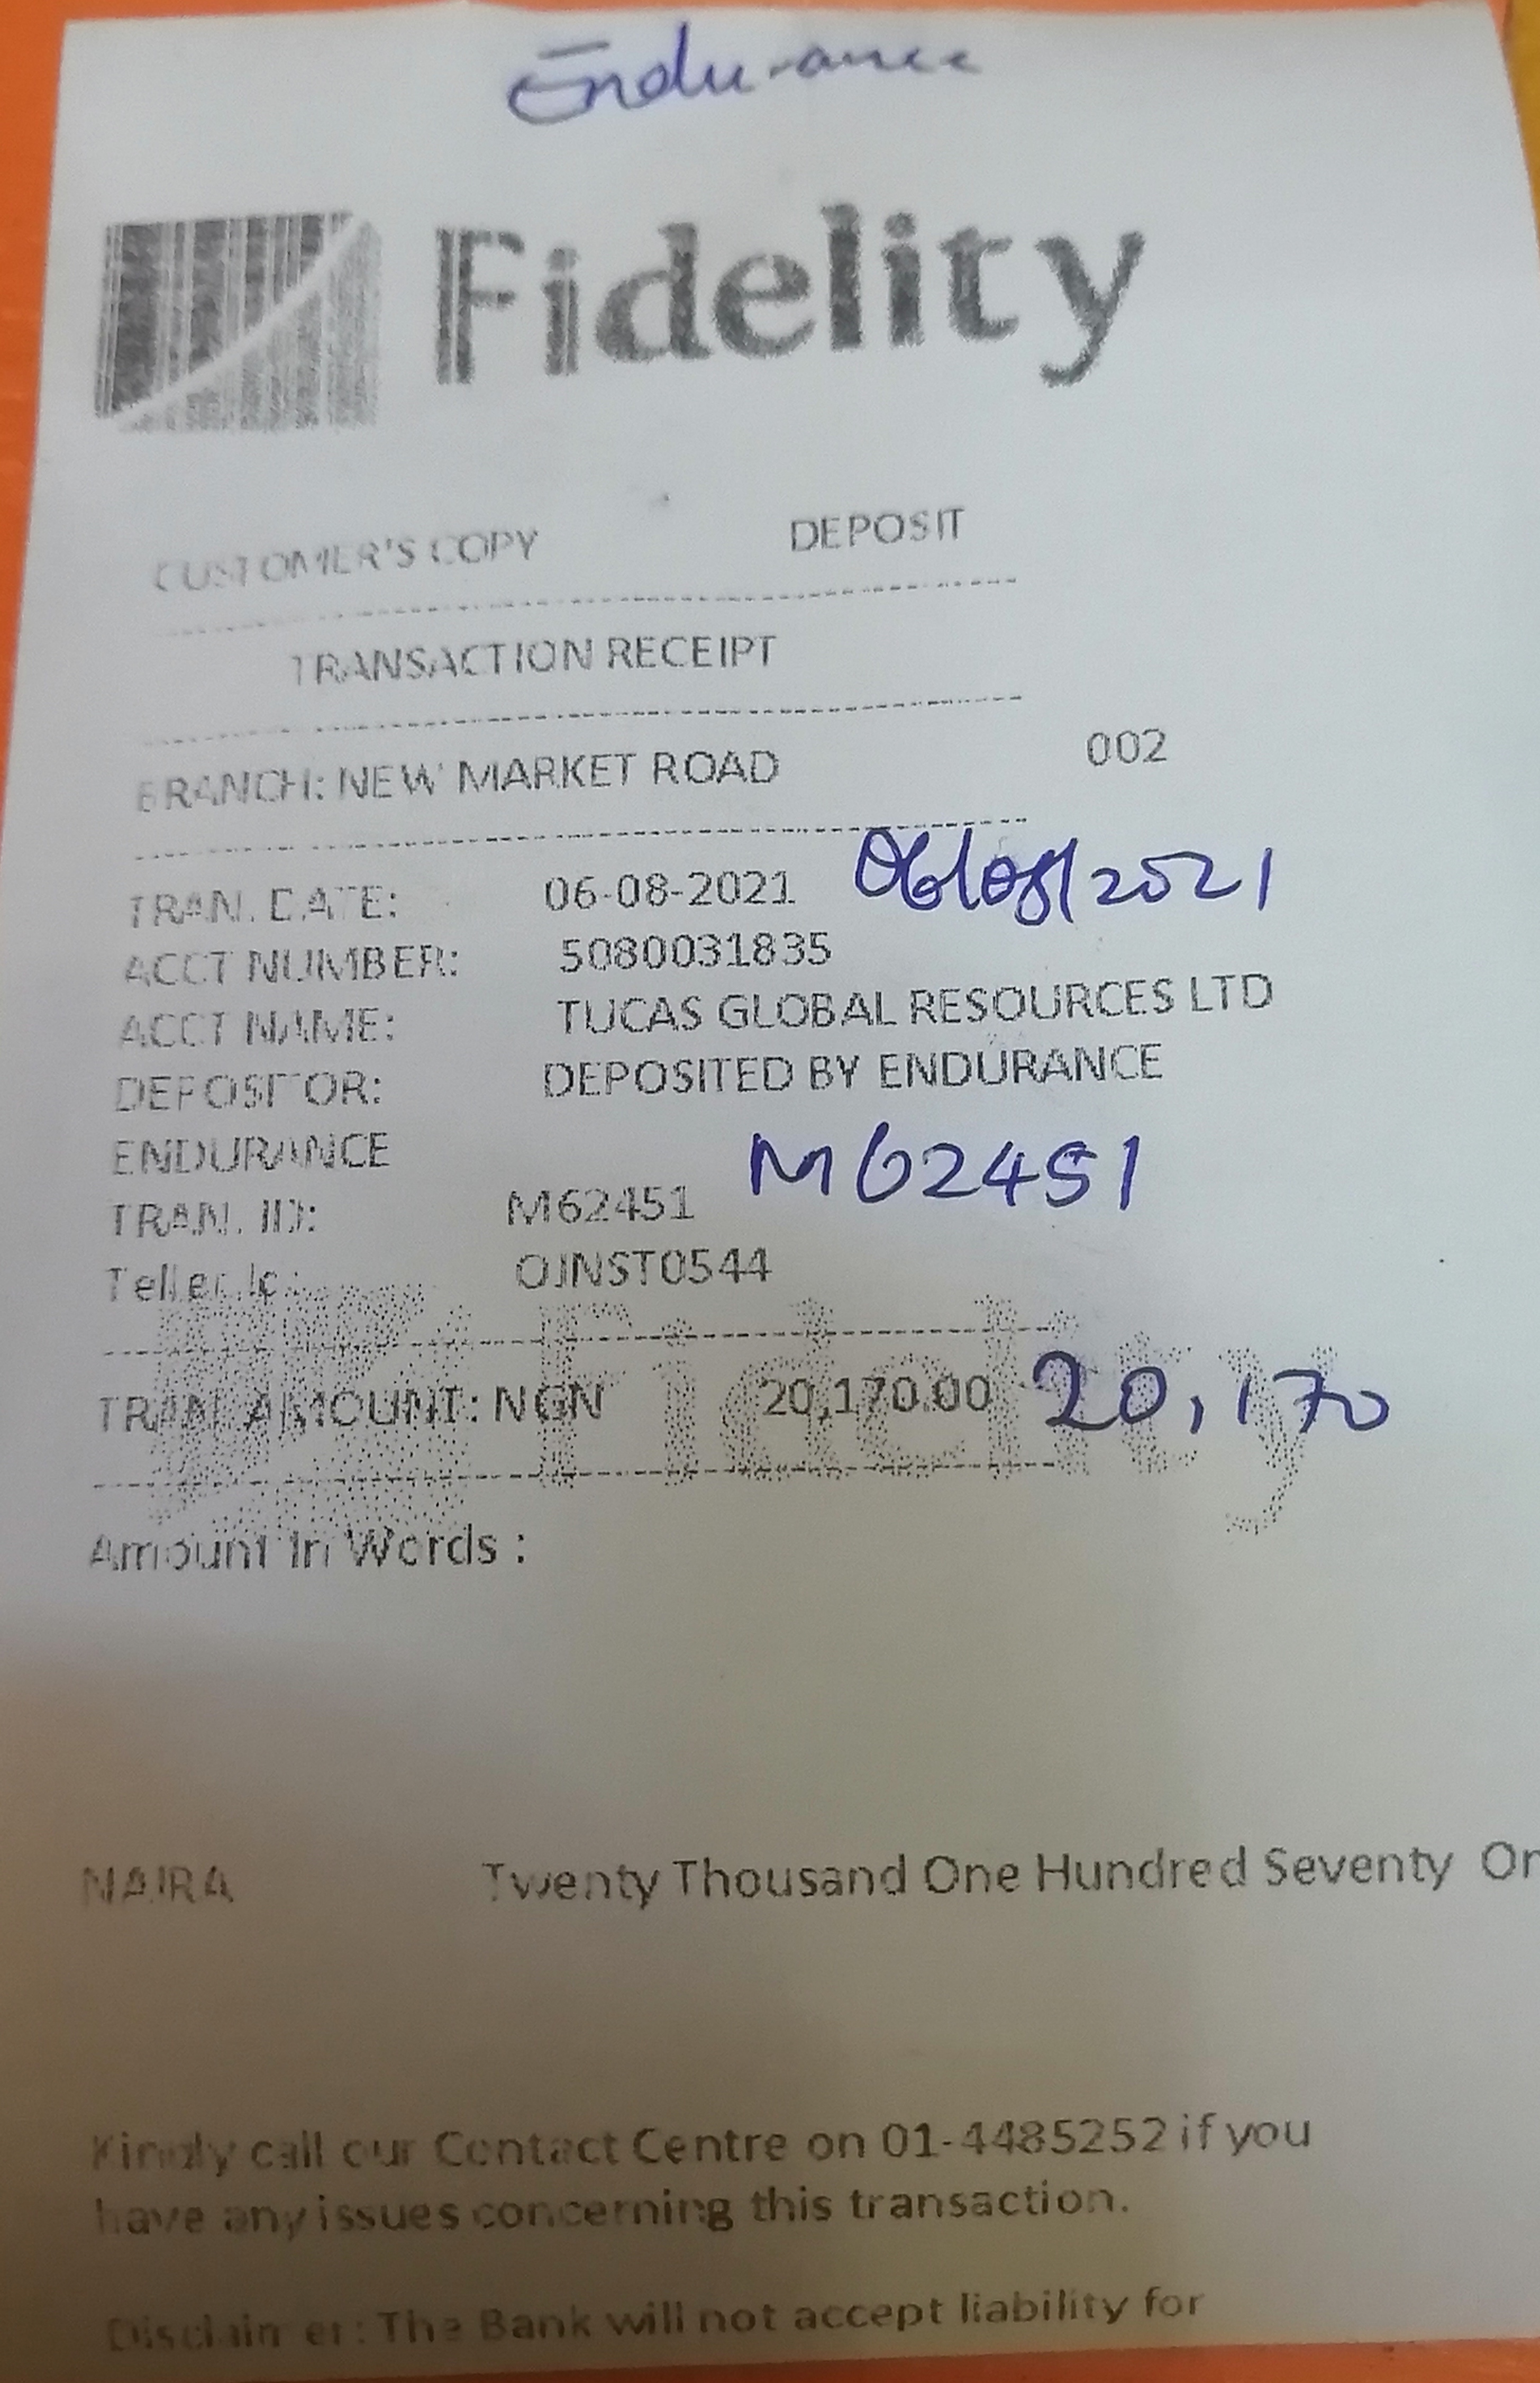 Endurance
Fidelity
CUSTOMER'S COPY DEPOSIT
TRANSACTION RECEIPT
BRANCH: NEW MARKET ROAD 002
TRAN. DATE: 06-08-2021 06/08/2021
ACCT NUMBER: 5080031835
ACCT NAME: TUCAS GLOBAL RESOURCES LTD
DEPOSITOR: DEPOSITED BY ENDURANCE
ENDURANCE
TRAN. ID: M62451 M62451
Teller Id: OJNST0544
Fidelity
TRAN. AMOUNT: NGN 20,170.00 20,170
Amount In Words :
NAIRA Twenty Thousand One Hundred Seventy On
Kindly call our Contact Centre on 01-4485252 if you
have any issues concerning this transaction.
Disclaimer: The Bank will not accept liability for